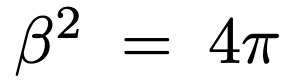 β² = 4π